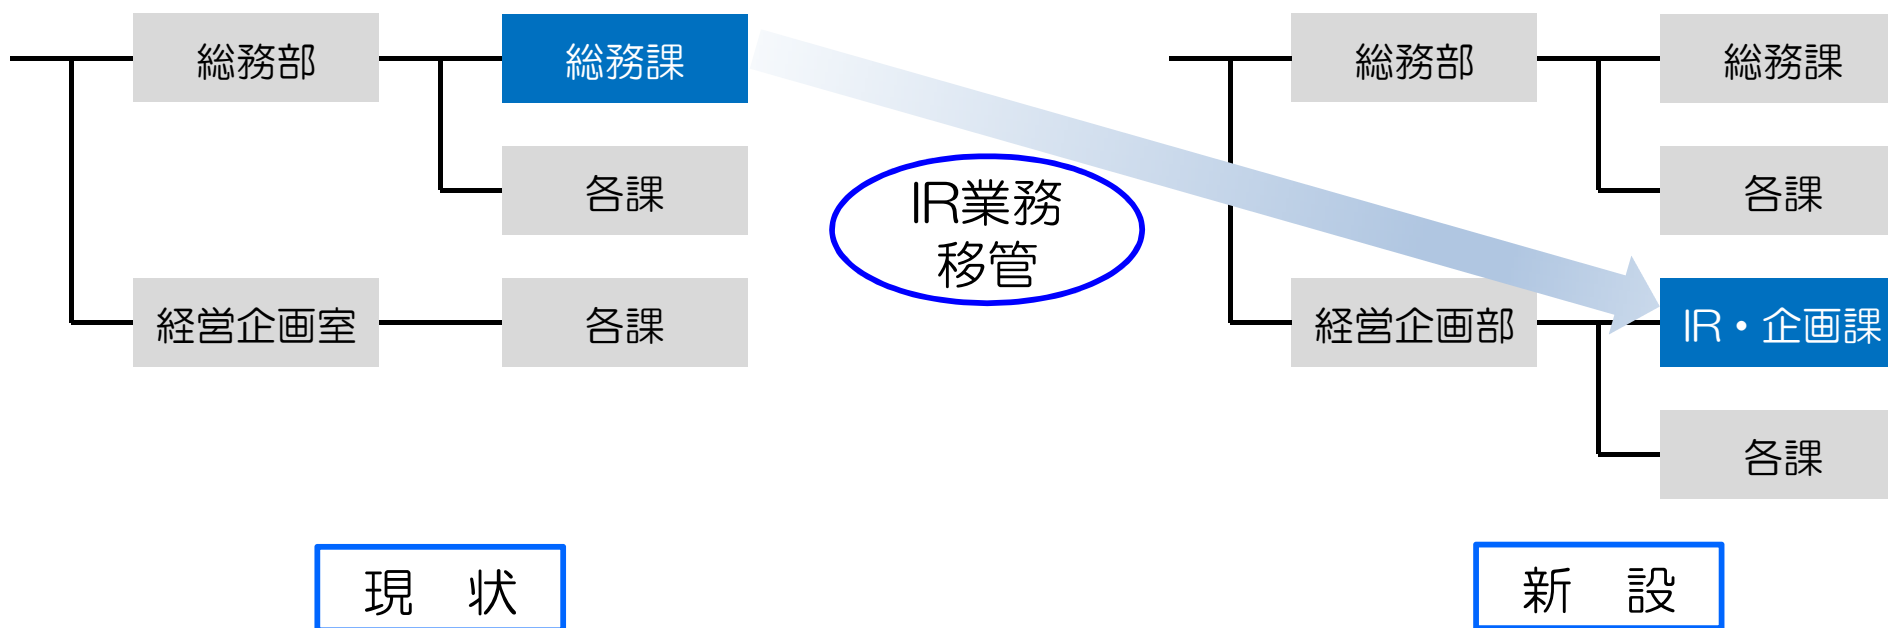 総務部
総務課
各課
経営企画室
各課
現　状
IR業務
移管
総務部
総務課
各課
経営企画部
IR・企画課
各課
新　設